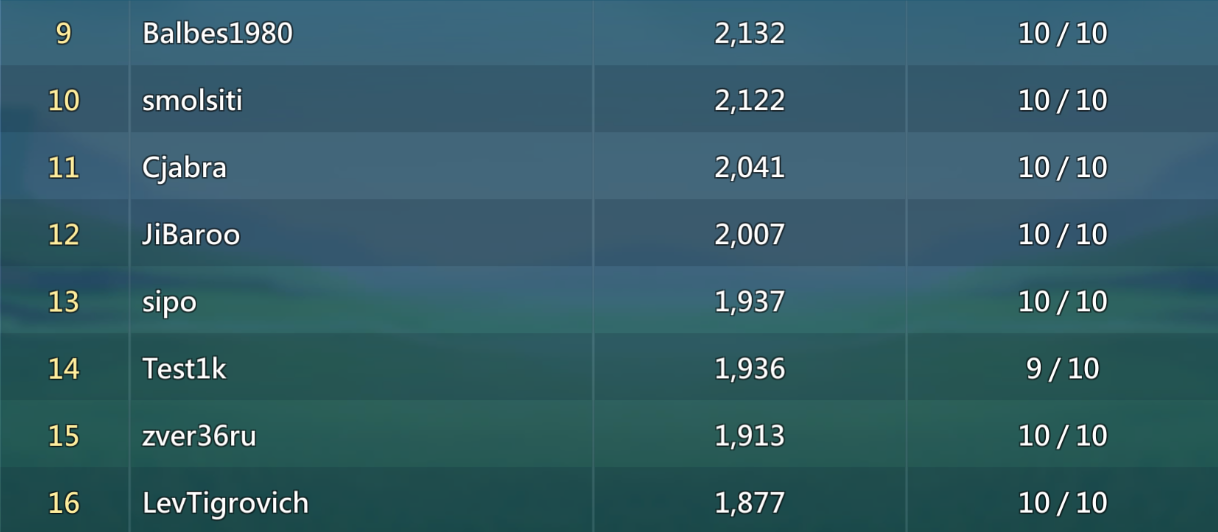 9 Balbes1980 2,132 10 / 10
10 smolsiti 2,122 10 / 10
11 Cjabra 2,041 10 / 10
12 JiBaroo 2,007 10 / 10
13 sipo 1,937 10 / 10
14 Test1k 1,936 9 / 10
15 zver36ru 1,913 10 / 10
16 LevTigrovich 1,877 10 / 10